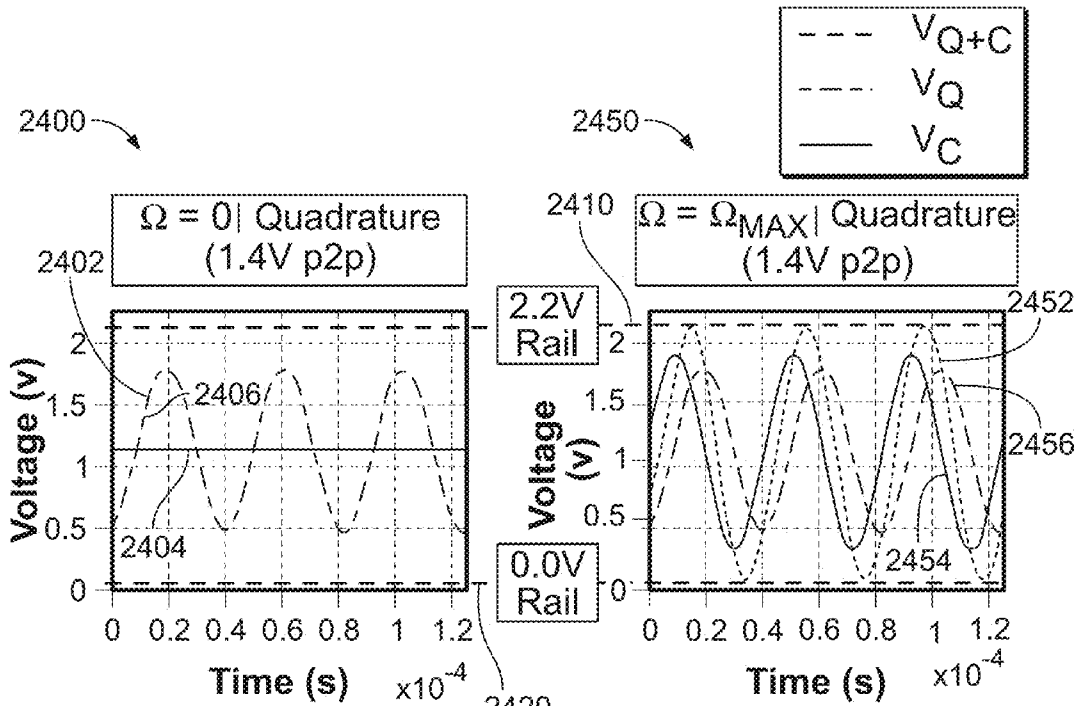 V Q+C
V Q
V C
2400
2450
Ω = 0| Quadrature
(1.4V p2p)
2410
Ω = ΩMAX| Quadrature
(1.4V p2p)
2402
2406
2404
2.2V
Rail
0.0V
Rail
2452
2456
2454
Voltage (v)
2
1.5
1
0.5
0
0 0.2 0.4 0.6 0.8 1 1.2
Time (s) x10-4
2420
Voltage
(v)
2
1.5
1
0.5
0
0 0.2 0.4 0.6 0.8 1 1.2
Time (s) x10-4